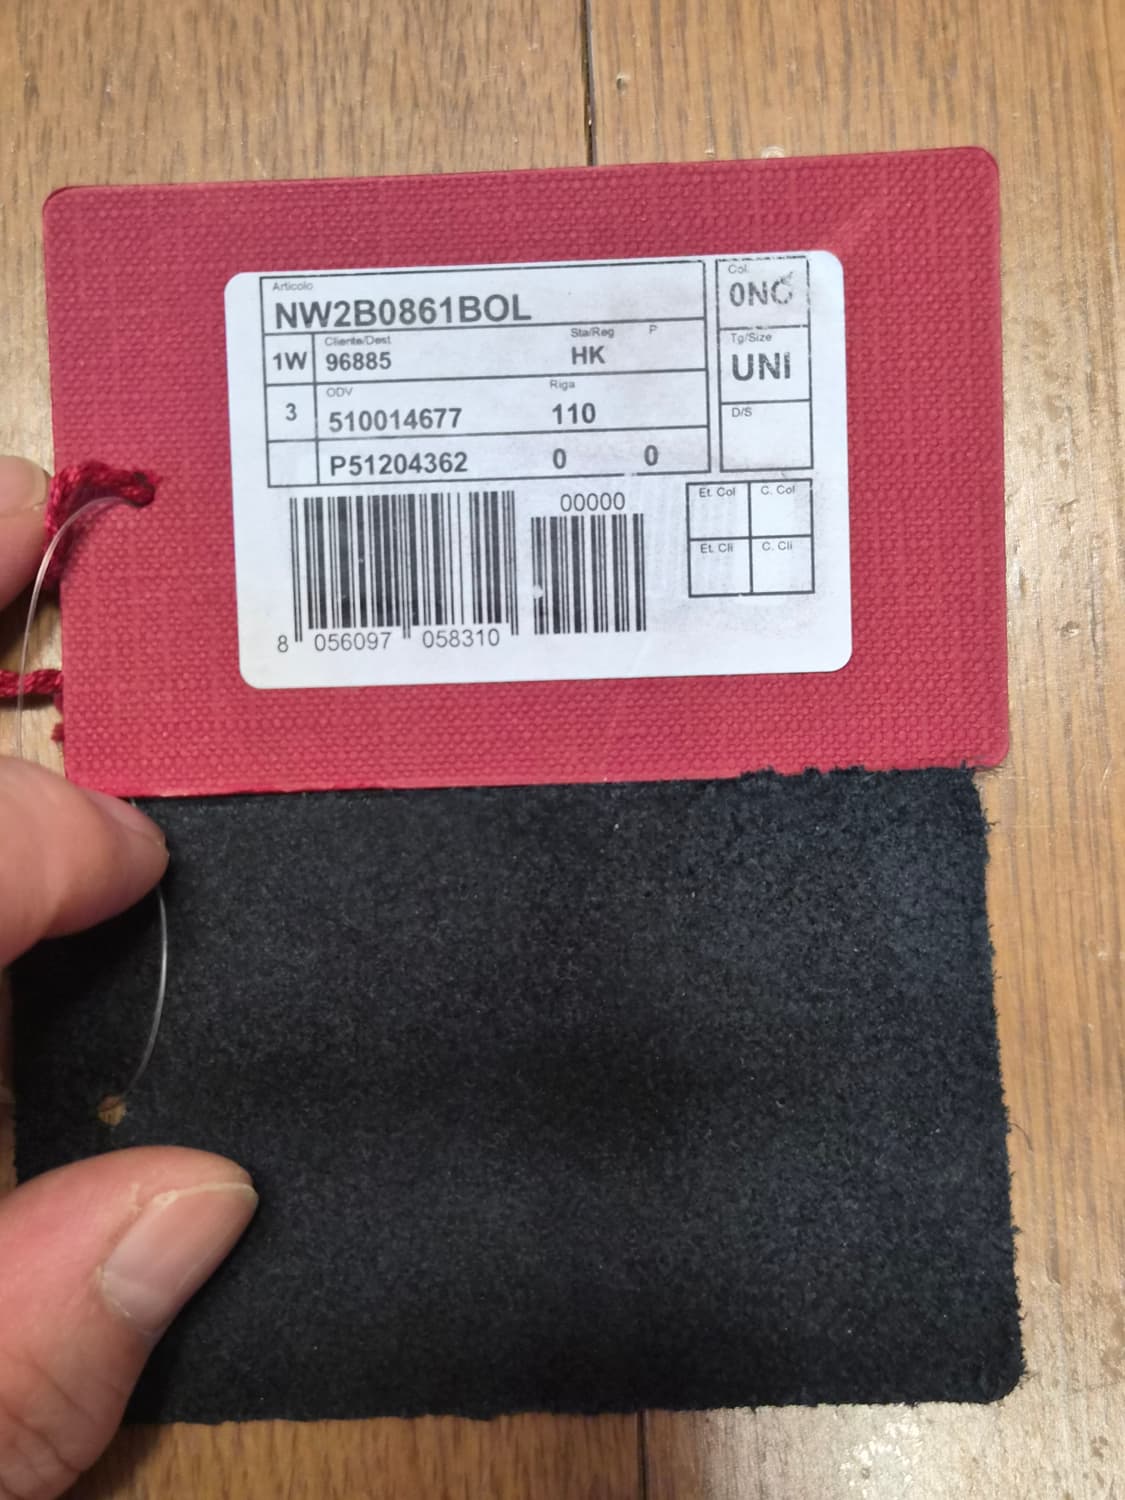 Articolo
NW2B0861BOL
Col.
0NO
1W
Cliente/Dest
96885
Sta/Reg
HK
P
Tg/Size
UNI
3
ODV
510014677
Riga
110
D/S
P51204362 0 0
00000
Et. Col
C. Col
Et. Cli
C. Cli
8 056097 058310